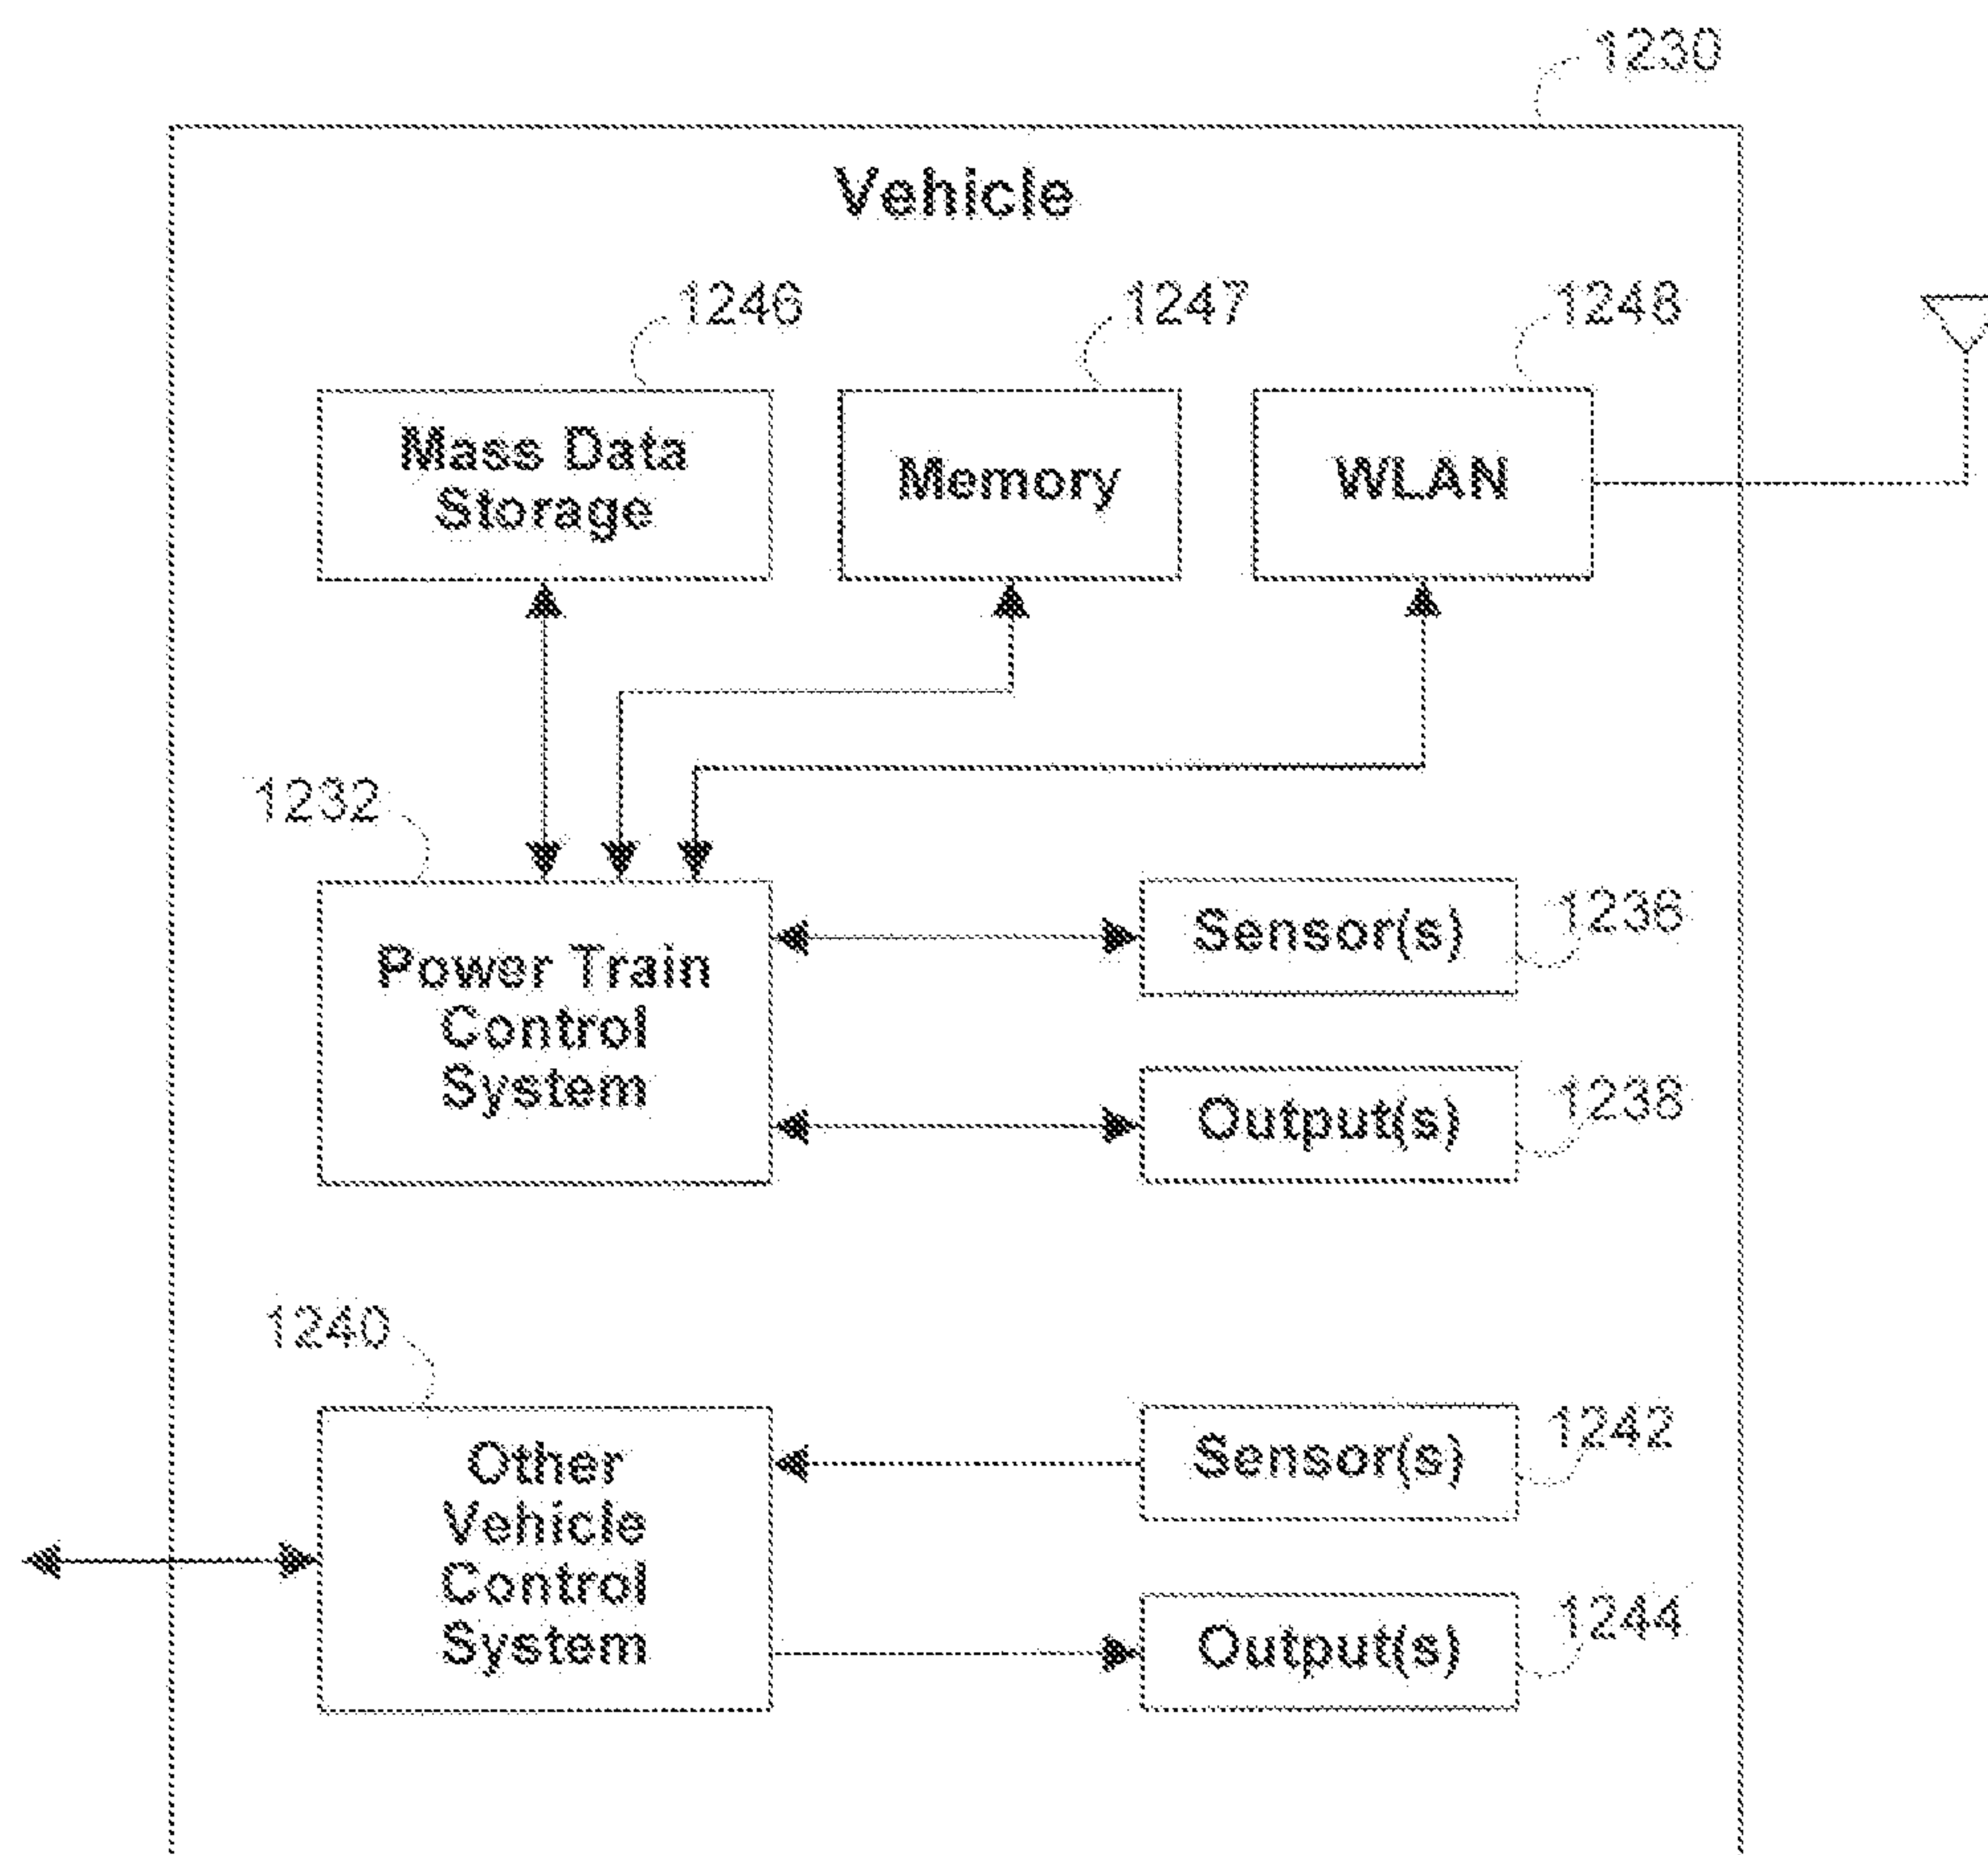 1230
Vehicle
1246
1247
1248
Mass Data
Storage
Memory
WLAN
1232
Power Train
Control
System
Sensor(s)
1236
Output(s)
1238
1240
Other
Vehicle
Control
System
Sensor(s)
1242
Output(s)
1244